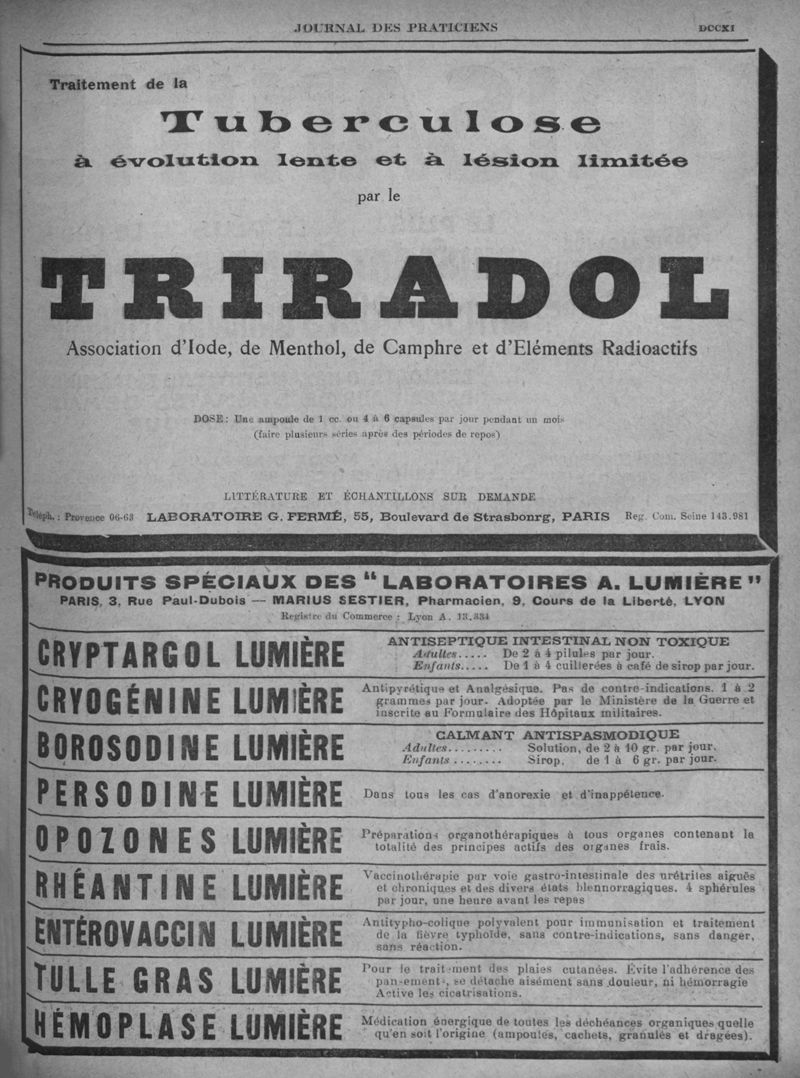 JOURNAL DES PRATICIENS
DCCXI
Traitement de la
Tuberculose
à évolution lente et à lésion limitée
par le
TRIRADOL
Association d'Iode, de Menthol, de Camphre et d'Eléments Radioactifs
DOSE: Une ampoule de 1 cc. ou 4 à 6 capsules par jour pendant un mois
(faire plusieurs séries après des périodes de repos)
LITTÉRATURE ET ÉCHANTILLONS SUR DEMANDE
Téléph.: Provence 06-63 LABORATOIRE G. FERMÉ, 55, Boulevard de Strasbonrg, PARIS Reg. Com. Seine 143.981
PRODUITS SPÉCIAUX DES "LABORATOIRES A. LUMIÈRE"
PARIS, 3, Rue Paul-Dubois — MARIUS SESTIER, Pharmacien, 9, Cours de la Liberté, LYON
Registre du Commerce : Lyon A. 13.334
CRYPTARGOL LUMIÈRE
ANTISEPTIQUE INTESTINAL NON TOXIQUE
Adultes..... De 2 à 4 pilules par jour.
Enfants..... De 1 à 4 cuillerées à café de sirop par jour.
CRYOGÉNINE LUMIÈRE
Antipyrétique et Analgésique. Pas de contre-indications. 1 à 2
grammes par jour. Adoptée par le Ministère de la Guerre et
inscrite au Formulaire des Hôpitaux militaires.
BOROSODINE LUMIÈRE
CALMANT ANTISPASMODIQUE
Adultes......... Solution, de 2 à 10 gr. par jour.
Enfants ........ Sirop, de 1 à 6 gr. par jour.
PERSODINE LUMIÈRE
Dans tous les cas d'anorexie et d'inappétence.
OPOZONES LUMIÈRE
Préparations organothérapiques à tous organes contenant la
totalité des principes actifs des organes frais.
RHÉANTINE LUMIÈRE
Vaccinothérapie par voie gastro-intestinale des urétrites aiguës
et chroniques et des divers états blennorragiques. 4 sphérules
par jour, une heure avant les repas
ENTÉROVACCIN LUMIÈRE
Antitypho-colique polyvalent pour immunisation et traitement
de la fièvre typhoïde, sans contre-indications, sans danger,
sans réaction.
TULLE GRAS LUMIÈRE
Pour le traitement des plaies cutanées. Évite l'adhérence des
pansements, se détache aisément sans douleur, ni hémorragie
Active les cicatrisations.
HÉMOPLASE LUMIÈRE
Médication énergique de toutes les déchéances organiques quelle
qu'en soit l'origine (ampoules, cachets, granulés et dragées).